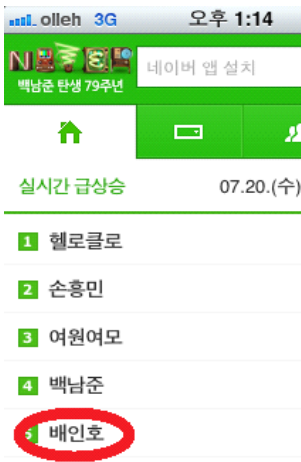 olleh 3G 오후 1:14
백남준 탄생 79주년
네이버 앱 설치
실시간 급상승 07.20.(수)
1 헬로클로
2 손흥민
3 여원여모
4 백남준
배인호